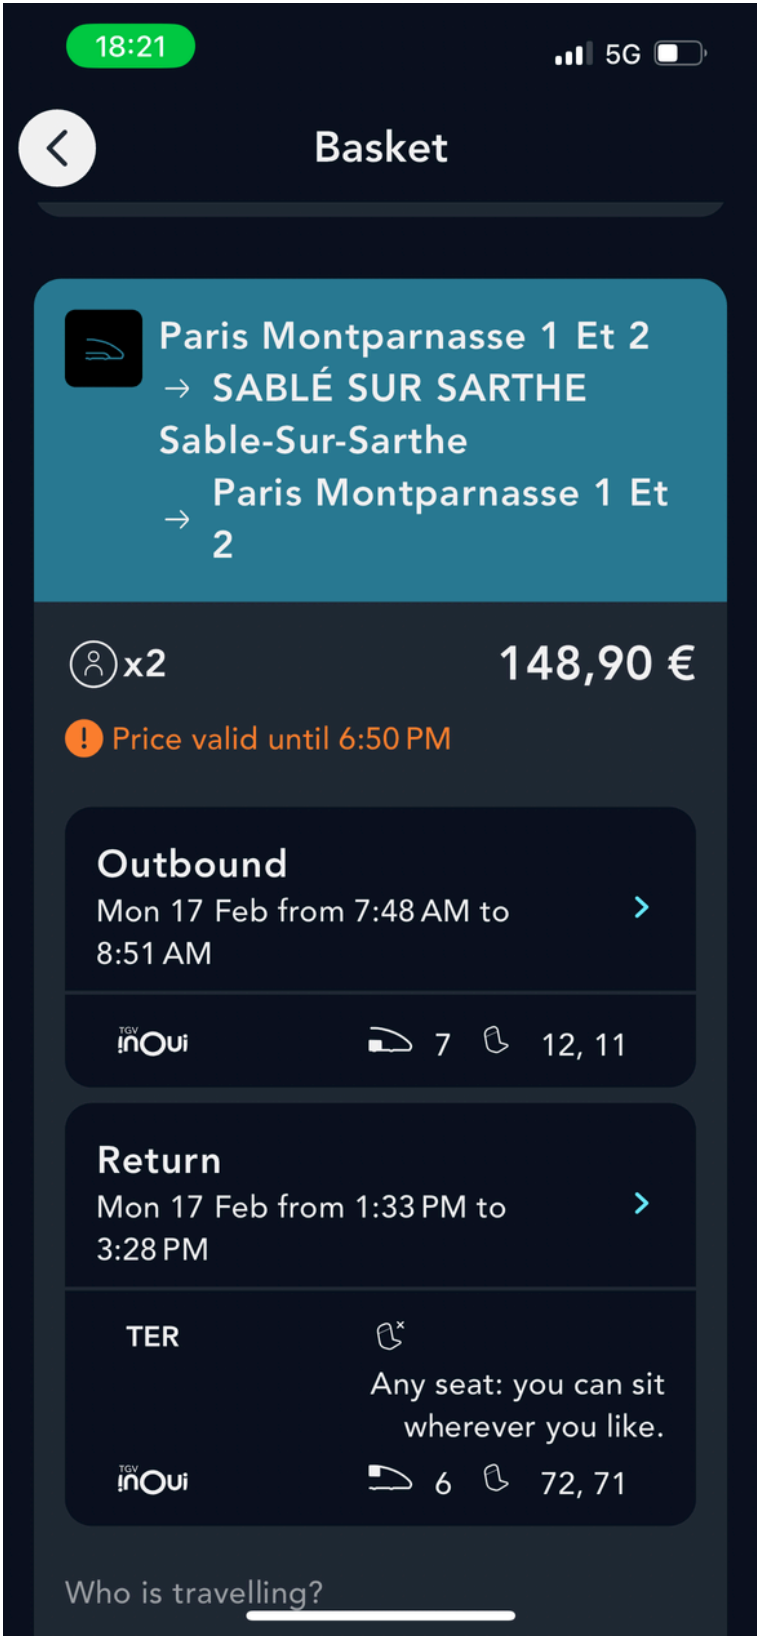 18:21
5G
Basket
Paris Montparnasse 1 Et 2
→ SABLÉ SUR SARTHE
Sable-Sur-Sarthe
→ Paris Montparnasse 1 Et
2
x2
148,90 €
! Price valid until 6:50 PM
Outbound
Mon 17 Feb from 7:48 AM to
8:51 AM
TGV
inOui
7
12, 11
Return
Mon 17 Feb from 1:33 PM to
3:28 PM
TER
Any seat: you can sit
wherever you like.
TGV
inOui
6
72, 71
Who is travelling?